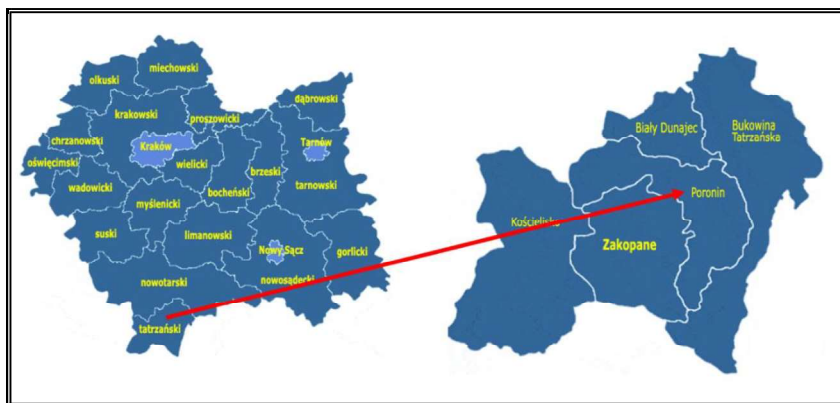 miechowski
olkuski
krakowski
proszowicki
dąbrowski
chrzanowski
Kraków
Tarnów
oświęcimski
wielicki
brzeski
wadowicki
bocheński
tarnowski
myślenicki
suski
limanowski
Nowy Sącz
gorlicki
nowotarski
nowosądecki
tatrzański
Biały Dunajec
Bukowina
Tatrzańska
Poronin
Kościelisko
Zakopane